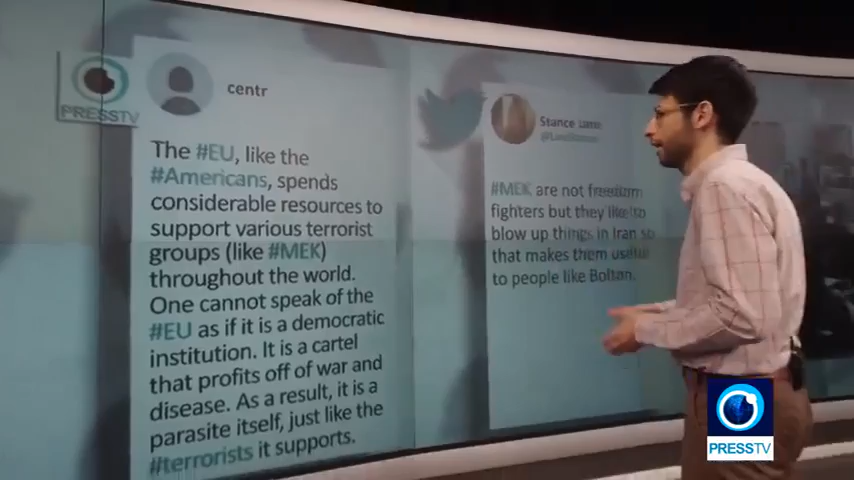 PRESSTV
centr
The #EU, like the
#Americans, spends
considerable resources to
support various terrorist
groups (like #MEK)
throughout the world.
One cannot speak of the
#EU as if it is a democratic
institution. It is a cartel
that profits off of war and
disease. As a result, it is a
parasite itself, just like the
#terrorists it supports.
Stance
#MEK are not freedom
fighters but they like to
blow up things in Iran so
that makes them useful
to people like Bolton.
PRESSTV